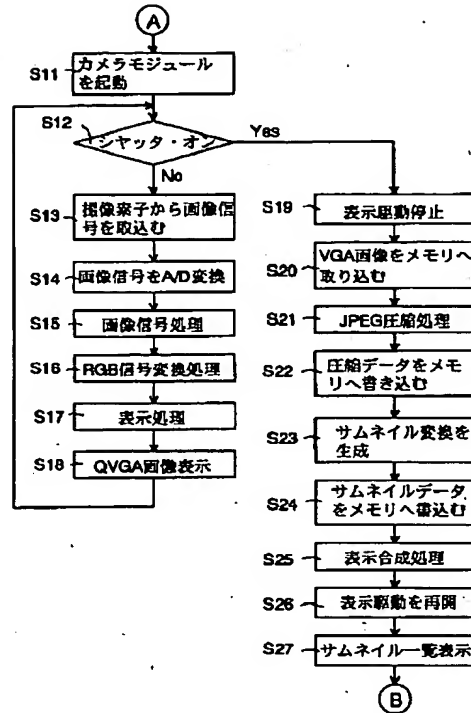 A
S11
カメラモジュール
を起動
S12
シヤッタ・オン
Yes
No
S13
撮像素子から画像信
号を取込む
S14
画像信号をA/D変換
S15
画像信号処理
S16
RGB信号変換処理
S17
表示処理
S18
QVGA画像表示
S19
表示駆動停止
S20
VGA画像をメモリへ
取り込む
S21
JPEG圧縮処理
S22
圧縮データをメモ
リへ書き込む
S23
サムネイル変換を
生成
S24
サムネイルデータ
をメモリへ書込む
S25
表示合成処理
S26
表示駆動を再開
S27
サムネイル一覧表示
B